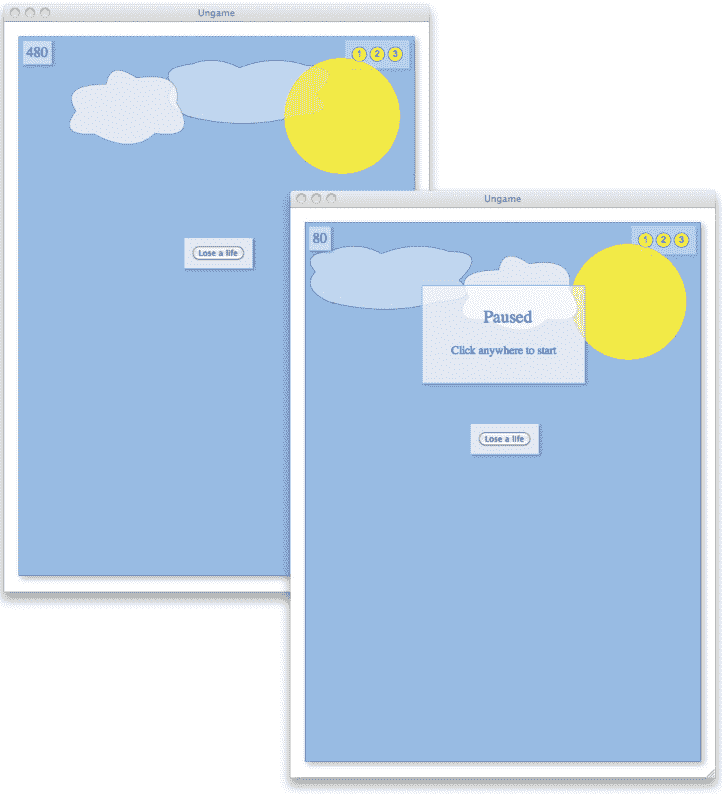 Ungame
480
1 2 3
Lose a life
Ungame
80
1 2 3
Paused
Click anywhere to start
Lose a life